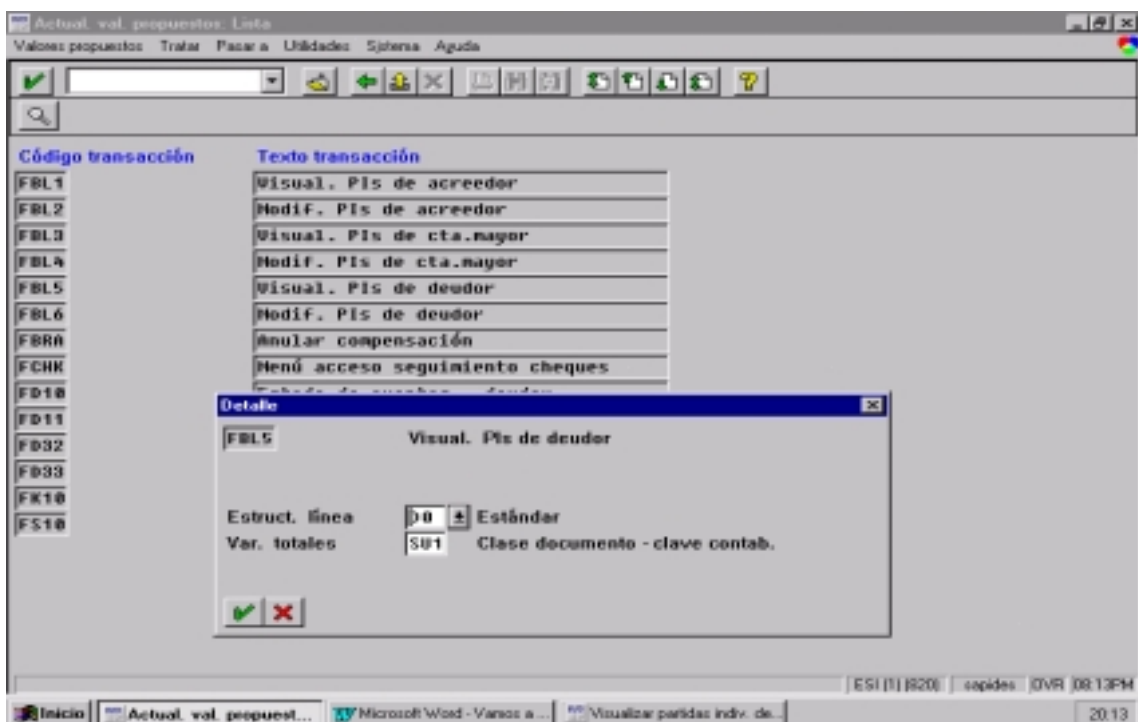 Actual. val. propuestos: Lista
Valores propuestos Tratar Pasar a Utilidades Sistema Ayuda
Código transacción Texto transacción
FBL1 Visual. PIs de acreedor
FBL2 Modif. PIs de acreedor
FBL3 Visual. PIs de cta.mayor
FBL4 Modif. PIs de cta.mayor
FBL5 Visual. PIs de deudor
FBL6 Modif. PIs de deudor
FBRA Anular compensación
FCHK Menú acceso seguimiento cheques
FD10
FD11
FD32
FD33
FK10
FS10
Detalle
FBL5 Visual. PIs de deudor
Estruct. línea Estándar
Var. totales SU1 Clase documento - clave contab.
ESI (1) (820) sapides OVR 08:13PM
Inicio Actual. val. propuest... Microsoft Word - Vamos a ... Visualizar partidas indiv. de... 20:13